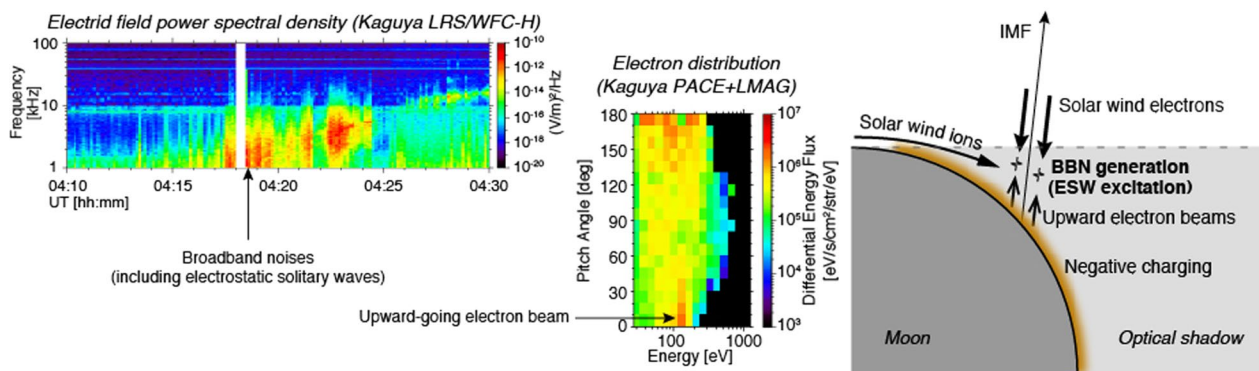 Electrid field power spectral density (Kaguya LRS/WFC-H)
Frequency
[kHz]
100
10
1
04:10
04:15
04:20
04:25
04:30
UT [hh:mm]
10⁻¹⁰
10⁻¹²
10⁻¹⁴
10⁻¹⁶
10⁻¹⁸
10⁻²⁰
(V/m)²/Hz
Broadband noises
(including electrostatic solitary waves)
Electron distribution
(Kaguya PACE+LMAG)
Pitch Angle [deg]
180
150
120
90
60
30
0
100
1000
Energy [eV]
10⁷
10⁶
10⁵
10⁴
10³
Differential Energy Flux
[eV/s/cm²/str/eV]
Upward-going electron beam
IMF
Solar wind electrons
Solar wind ions
BBN generation
(ESW excitation)
Upward electron beams
Negative charging
Moon
Optical shadow